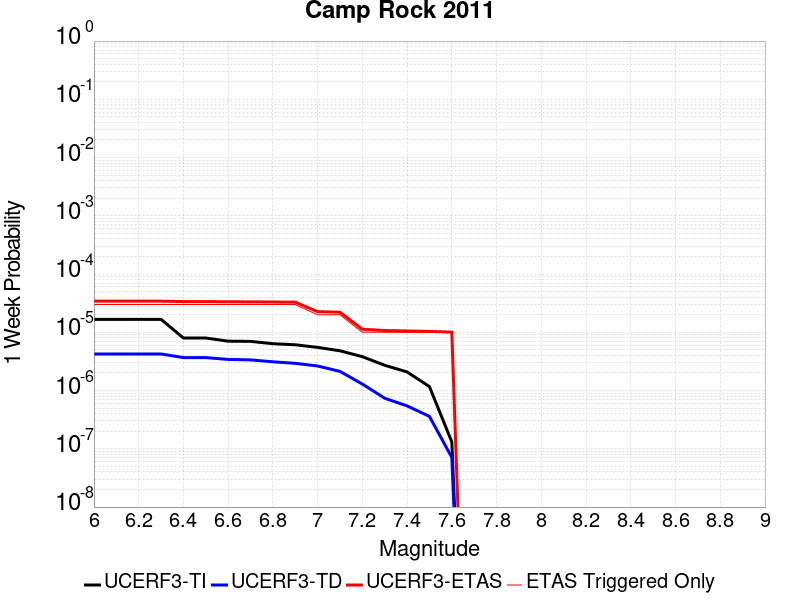 Camp Rock 2011
1 Week Probability
10^0
10^-1
10^-2
10^-3
10^-4
10^-5
10^-6
10^-7
10^-8
6 6.2 6.4 6.6 6.8 7 7.2 7.4 7.6 7.8 8 8.2 8.4 8.6 8.8 9
Magnitude
UCERF3-TI UCERF3-TD UCERF3-ETAS ETAS Triggered Only